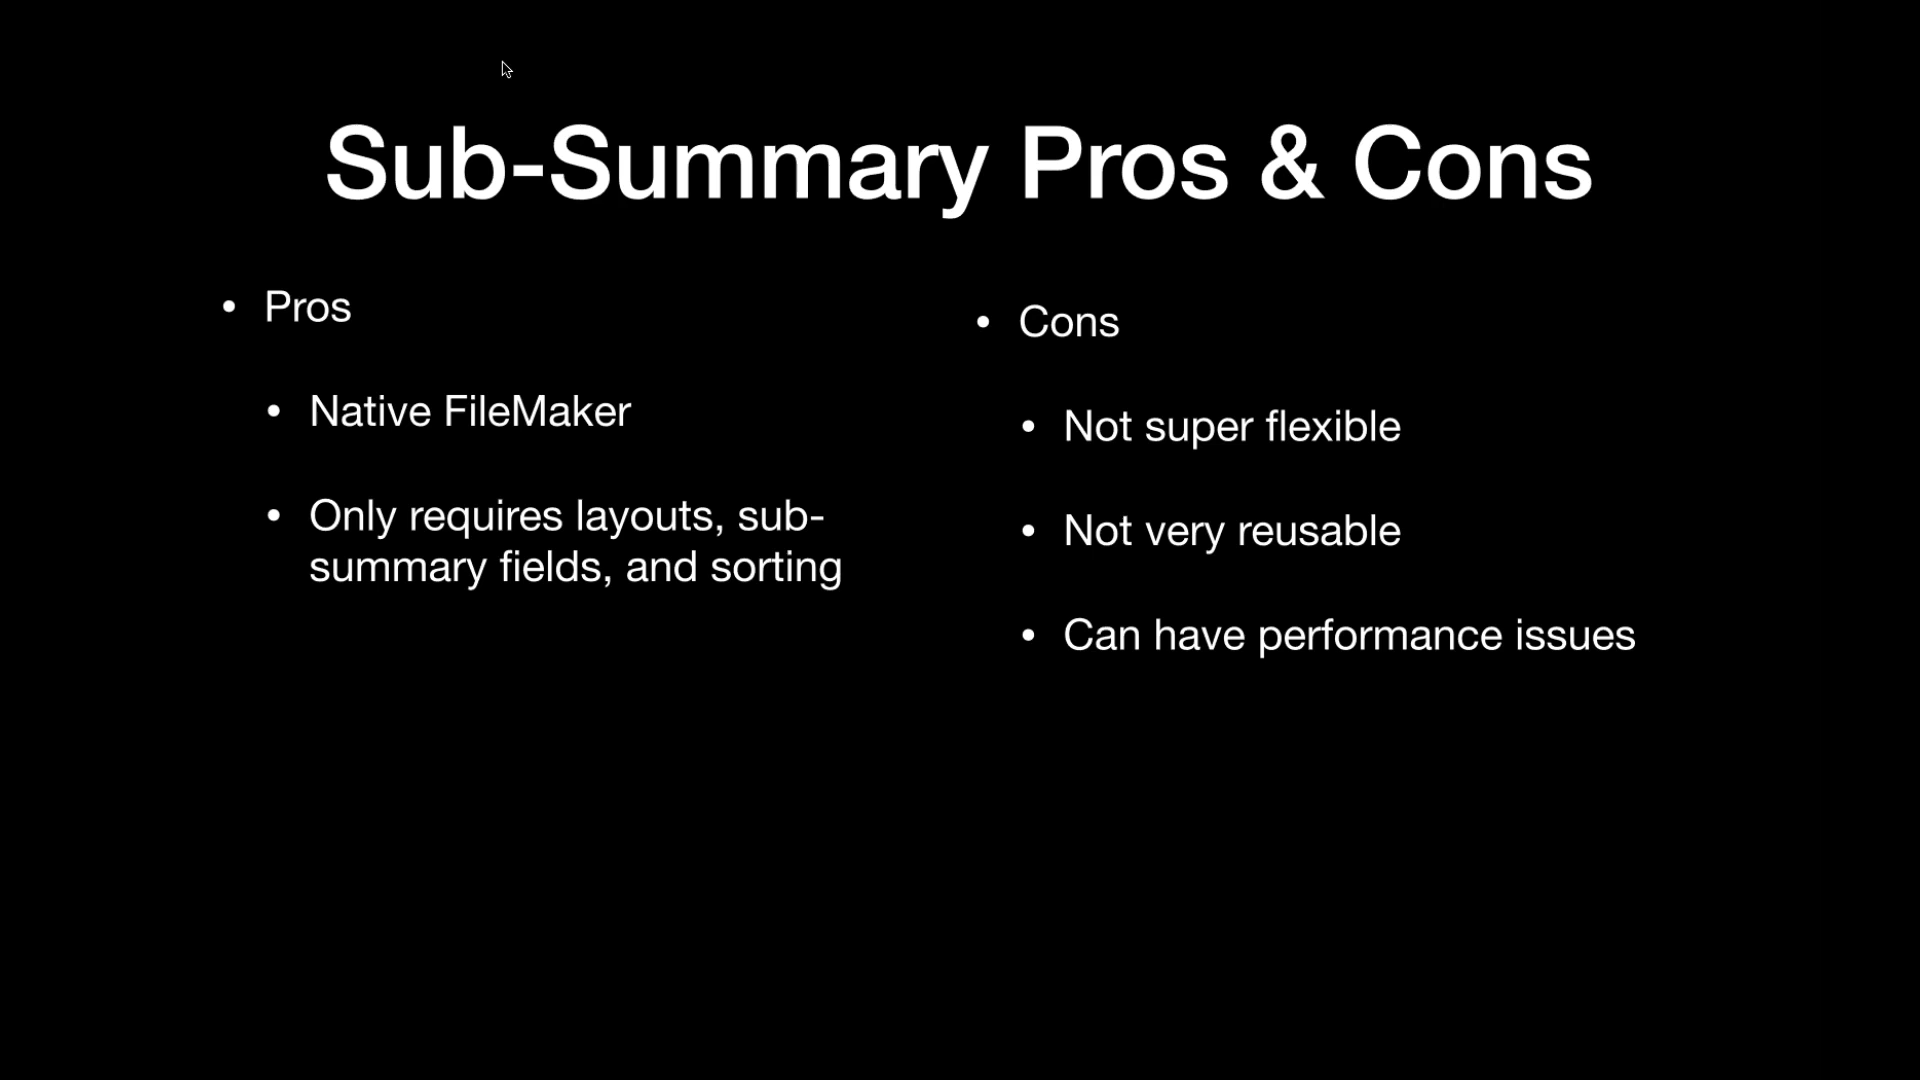 Sub-Summary Pros & Cons
• Pros
• Native FileMaker
• Only requires layouts, sub-
summary fields, and sorting
• Cons
• Not super flexible
• Not very reusable
• Can have performance issues